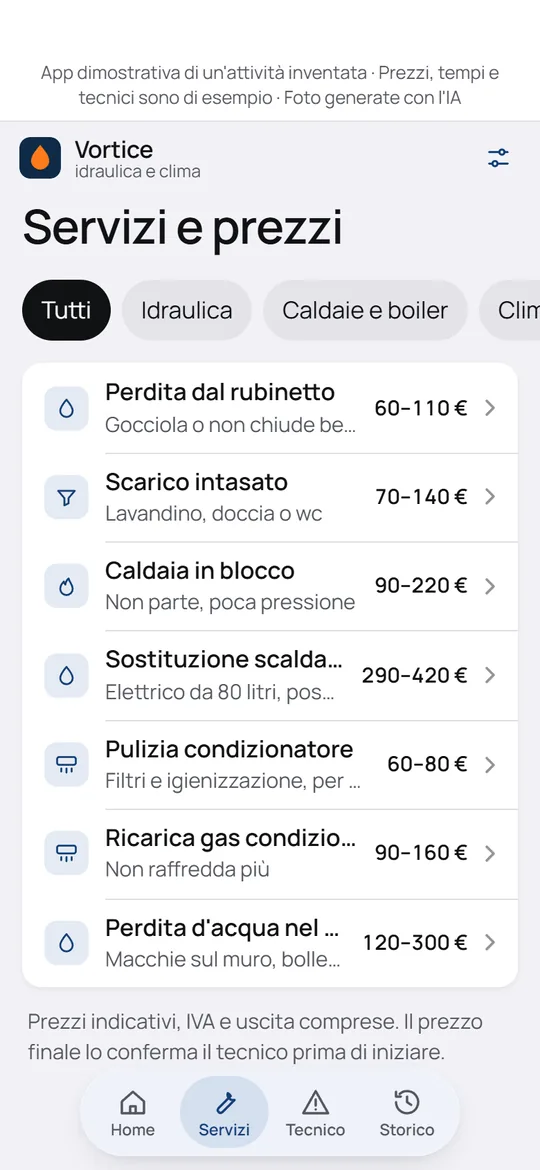 App dimostrativa di un'attività inventata · Prezzi, tempi e
tecnici sono di esempio · Foto generate con l'IA
Vortice
idraulica e clima
Servizi e prezzi
Tutti
Idraulica
Caldaie e boiler
Clim
Perdita dal rubinetto
Gocciola o non chiude be…
60–110 €
Scarico intasato
Lavandino, doccia o wc
70–140 €
Caldaia in blocco
Non parte, poca pressione
90–220 €
Sostituzione scalda…
Elettrico da 80 litri, pos…
290–420 €
Pulizia condizionatore
Filtri e igienizzazione, per …
60–80 €
Ricarica gas condizio…
Non raffredda più
90–160 €
Perdita d'acqua nel …
Macchie sul muro, bolle…
120–300 €
Prezzi indicativi, IVA e uscita comprese. Il prezzo
finale lo conferma il tecnico prima di iniziare.
Home
Servizi
Tecnico
Storico